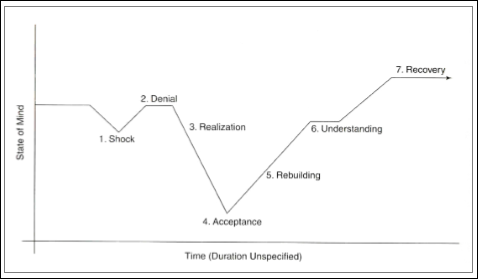 7. Recovery
2. Denial
3. Realization
6. Understanding
1. Shock
5. Rebuilding
4. Acceptance
State of Mind
Time (Duration Unspecified)